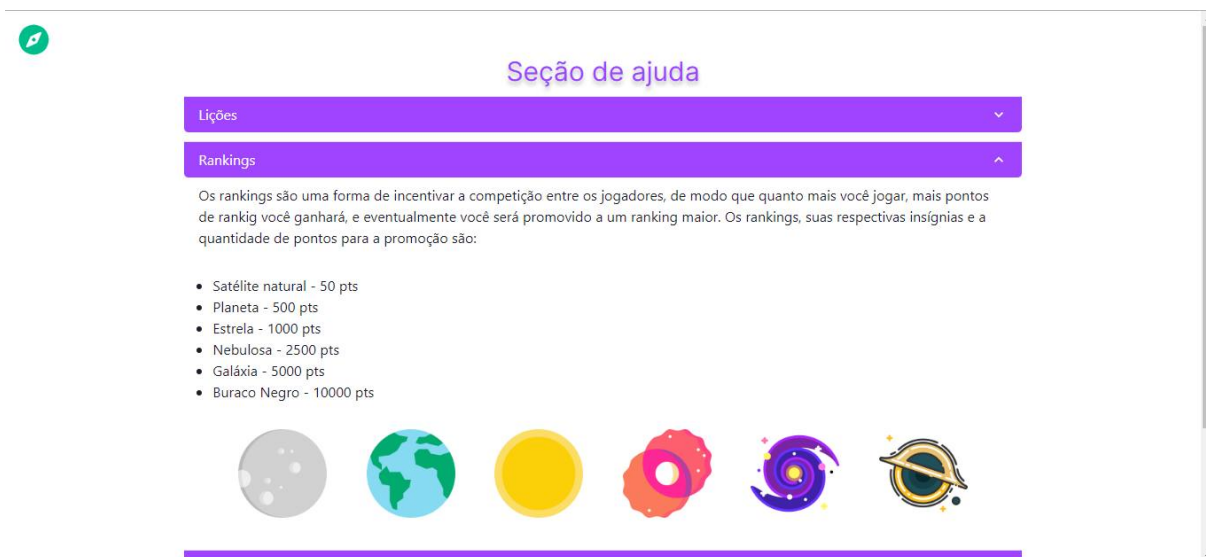 Seção de ajuda
Lições
Rankings
Os rankings são uma forma de incentivar a competição entre os jogadores, de modo que quanto mais você jogar, mais pontos
de rankig você ganhará, e eventualmente você será promovido a um ranking maior. Os rankings, suas respectivas insígnias e a
quantidade de pontos para a promoção são:
Satélite natural - 50 pts
Planeta - 500 pts
Estrela - 1000 pts
Nebulosa - 2500 pts
Galáxia - 5000 pts
Buraco Negro - 10000 pts